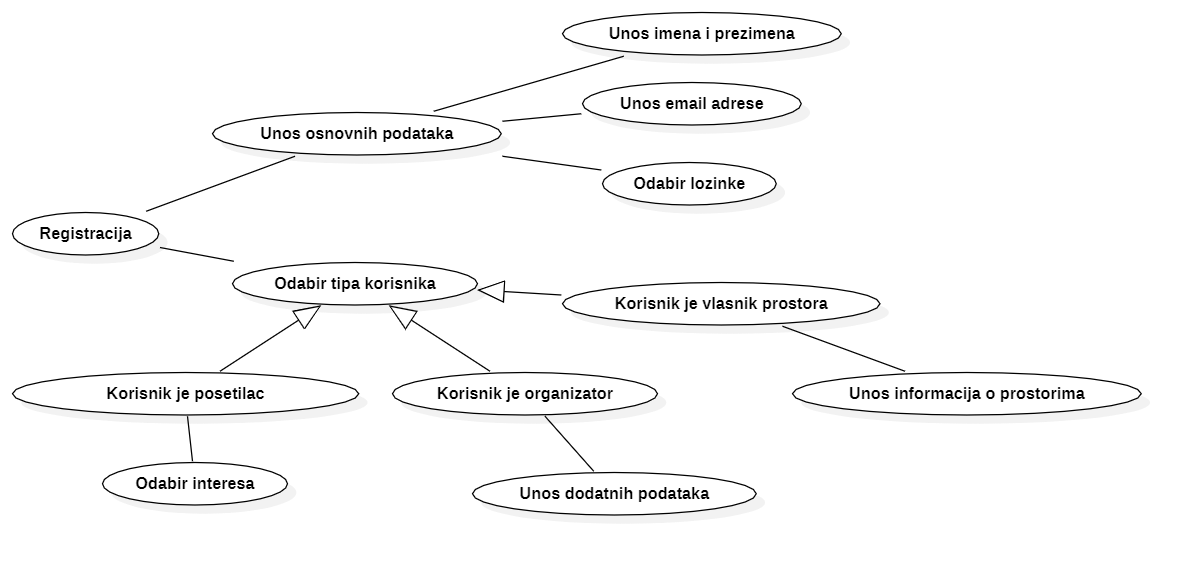 Unos imena i prezimena
Unos email adrese
Unos osnovnih podataka
Odabir lozinke
Registracija
Odabir tipa korisnika
Korisnik je vlasnik prostora
Korisnik je posetilac
Korisnik je organizator
Unos informacija o prostorima
Odabir interesa
Unos dodatnih podataka